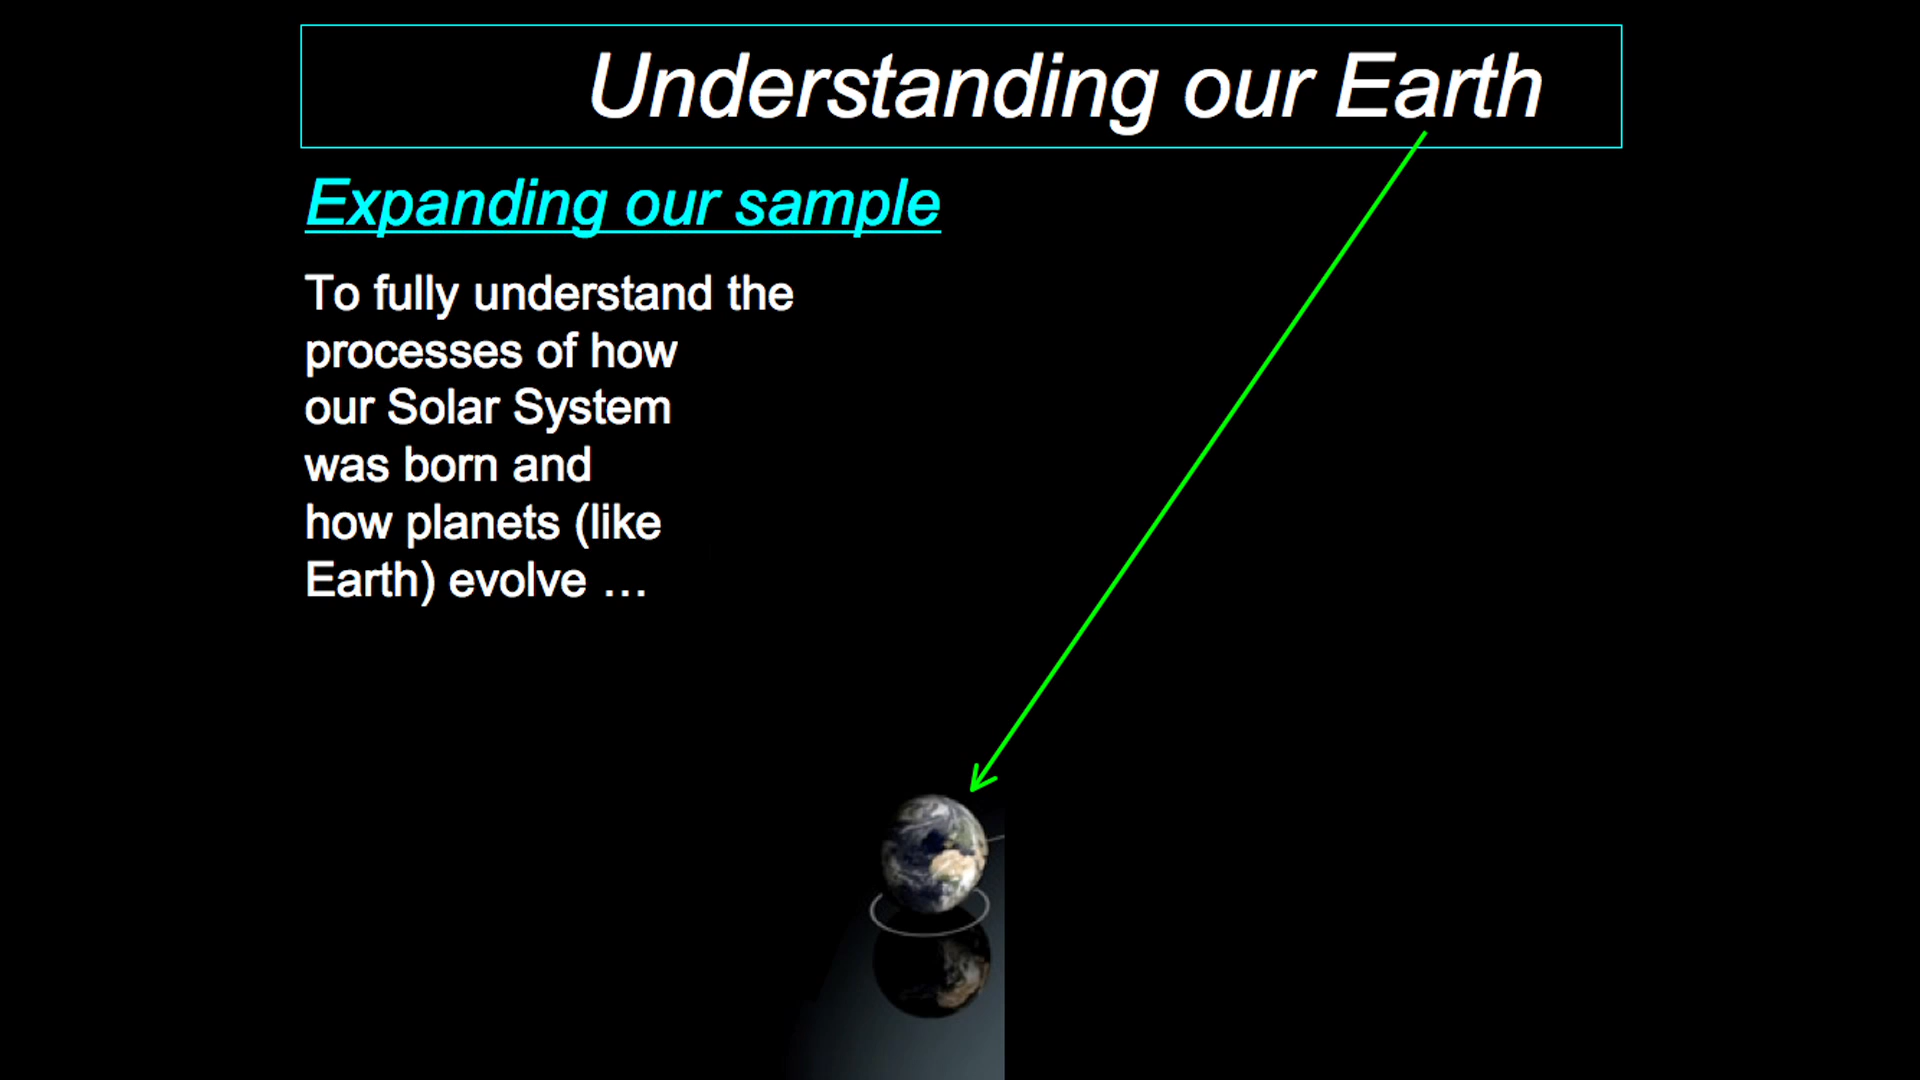 Understanding our Earth
Expanding our sample
To fully understand the
processes of how
our Solar System
was born and
how planets (like
Earth) evolve …